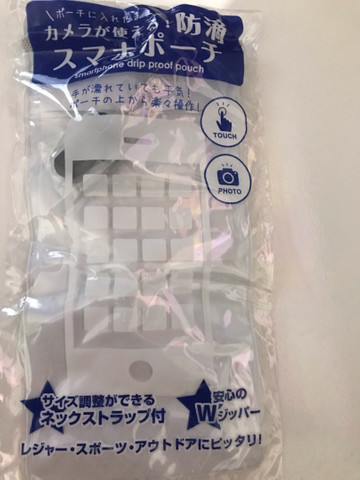 \ポーチに入れたまま
カメラが使える!防滴
スマホポーチ
smartphone drip proof pouch
手が濡れていても平気!
ポーチの上から楽々操作!
TOUCH
PHOTO
サイズ調整ができる
ネックストラップ付
安心の
Wジッパー
レジャー・スポーツ・アウトドアにピッタリ!